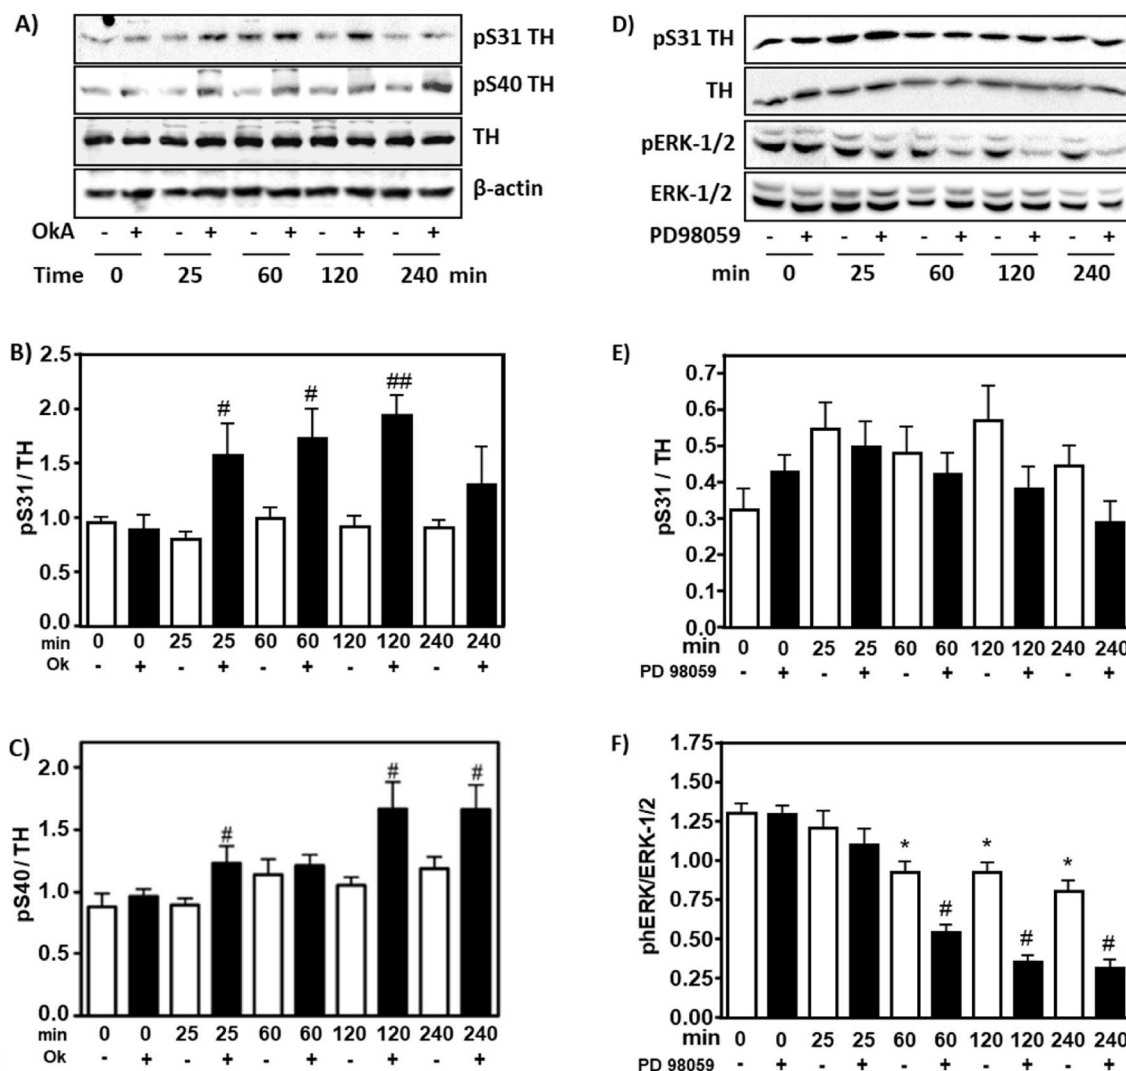 A)
pS31 TH
pS40 TH
TH
β-actin
OkA - + - + - + - + - +
Time 0 25 60 120 240 min
B)
pS31/TH
2.5
2.0
1.5
1.0
0.5
0.0
# # ##
min 0 0 25 25 60 60 120 120 240 240
Ok - + - + - + - + - +
C)
pS40/TH
2.0
1.5
1.0
0.5
0.0
# # #
min 0 0 25 25 60 60 120 120 240 240
Ok - + - + - + - + - +
D)
pS31 TH
TH
pERK-1/2
ERK-1/2
PD98059 - + - + - + - + - +
min 0 25 60 120 240
E)
pS31 / TH
0.7
0.6
0.5
0.4
0.3
0.2
0.1
0.0
min 0 0 25 25 60 60 120 120 240 240
PD 98059 - + - + - + - + - +
F)
phERK/ERK-1/2
1.75
1.50
1.25
1.00
0.75
0.50
0.25
0.00
* # * # * #
min 0 0 25 25 60 60 120 120 240 240
PD 98059 - + - + - + - + - +